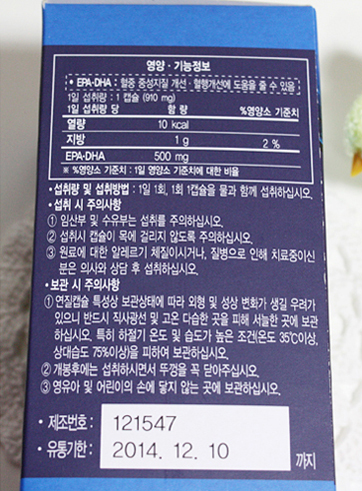 영양 · 기능정보
• EPA·DHA : 혈중 중성지질 개선 · 혈행개선에 도움을 줄 수 있음
1일 섭취량 : 1 캡슐 (910 mg)
1일 섭취량 당 함 량 %영양소 기준치
열량 10 kcal
지방 1 g 2 %
EPA·DHA 500 mg
※ %영양소 기준치 : 1일 영양소 기준치에 대한 비율
• 섭취량 및 섭취방법 : 1일 1회, 1회 1캡슐을 물과 함께 섭취하십시오.
• 섭취 시 주의사항
① 임산부 및 수유부는 섭취를 주의하십시오.
② 섭취시 캡슐이 목에 걸리지 않도록 주의하십시오.
③ 원료에 대한 알레르기 체질이시거나, 질병으로 인해 치료중이신
분은 의사와 상담 후 섭취하십시오.
• 보관 시 주의사항
① 연질캡슐 특성상 보관상태에 따라 외형 및 성상 변화가 생길 우려가
있으니 반드시 직사광선 및 고온 다습한 곳을 피해 서늘한 곳에 보관
하십시오. 특히 하절기 온도 및 습도가 높은 조건(온도 35℃이상,
상대습도 75%이상)을 피하여 보관하십시오.
② 개봉후에는 섭취하시면서 뚜껑을 꼭 닫아주십시오.
③ 영유아 및 어린이의 손에 닿지 않는 곳에 보관하십시오.
• 제조번호 : 121547
• 유통기한 : 2014. 12. 10 까지